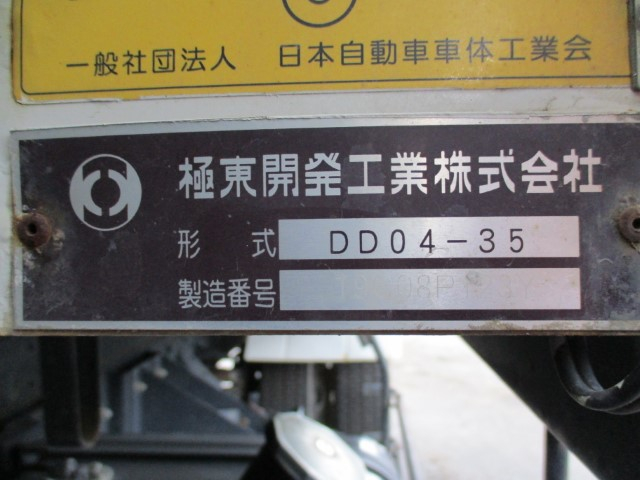 一般社団法人 日本自動車車体工業会
極東開発工業株式会社
形式 DD04-35
製造番号